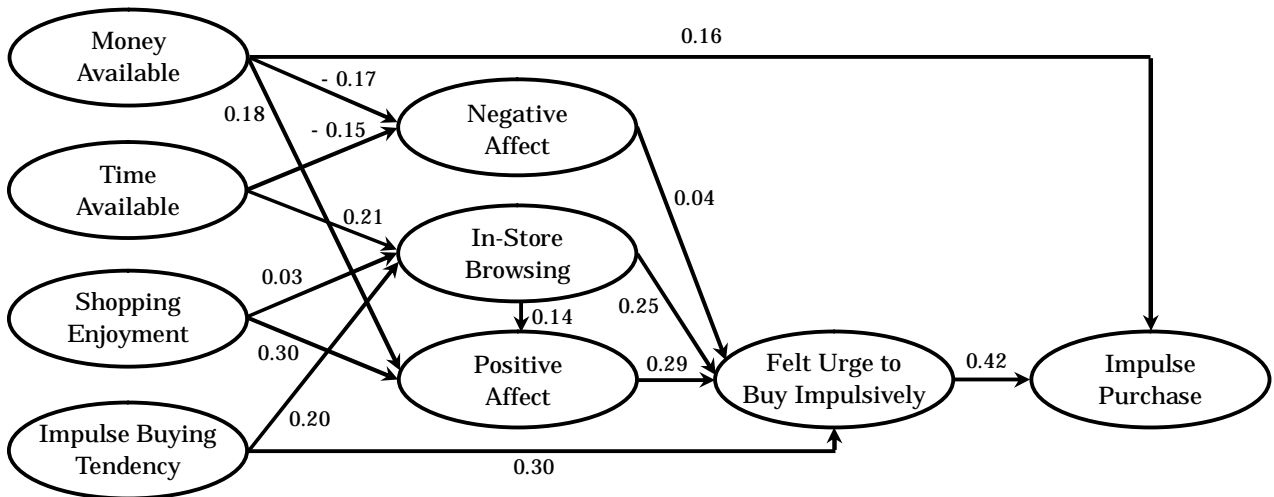 Money
Available
0.16
- 0.17
0.18
Negative
Affect
- 0.15
Time
Available
0.04
0.21
In-Store
Browsing
0.03
Shopping
Enjoyment
0.25
0.14
0.30
Positive
Affect
0.29
Felt Urge to
Buy Impulsively
0.42
Impulse
Purchase
0.20
Impulse Buying
Tendency
0.30